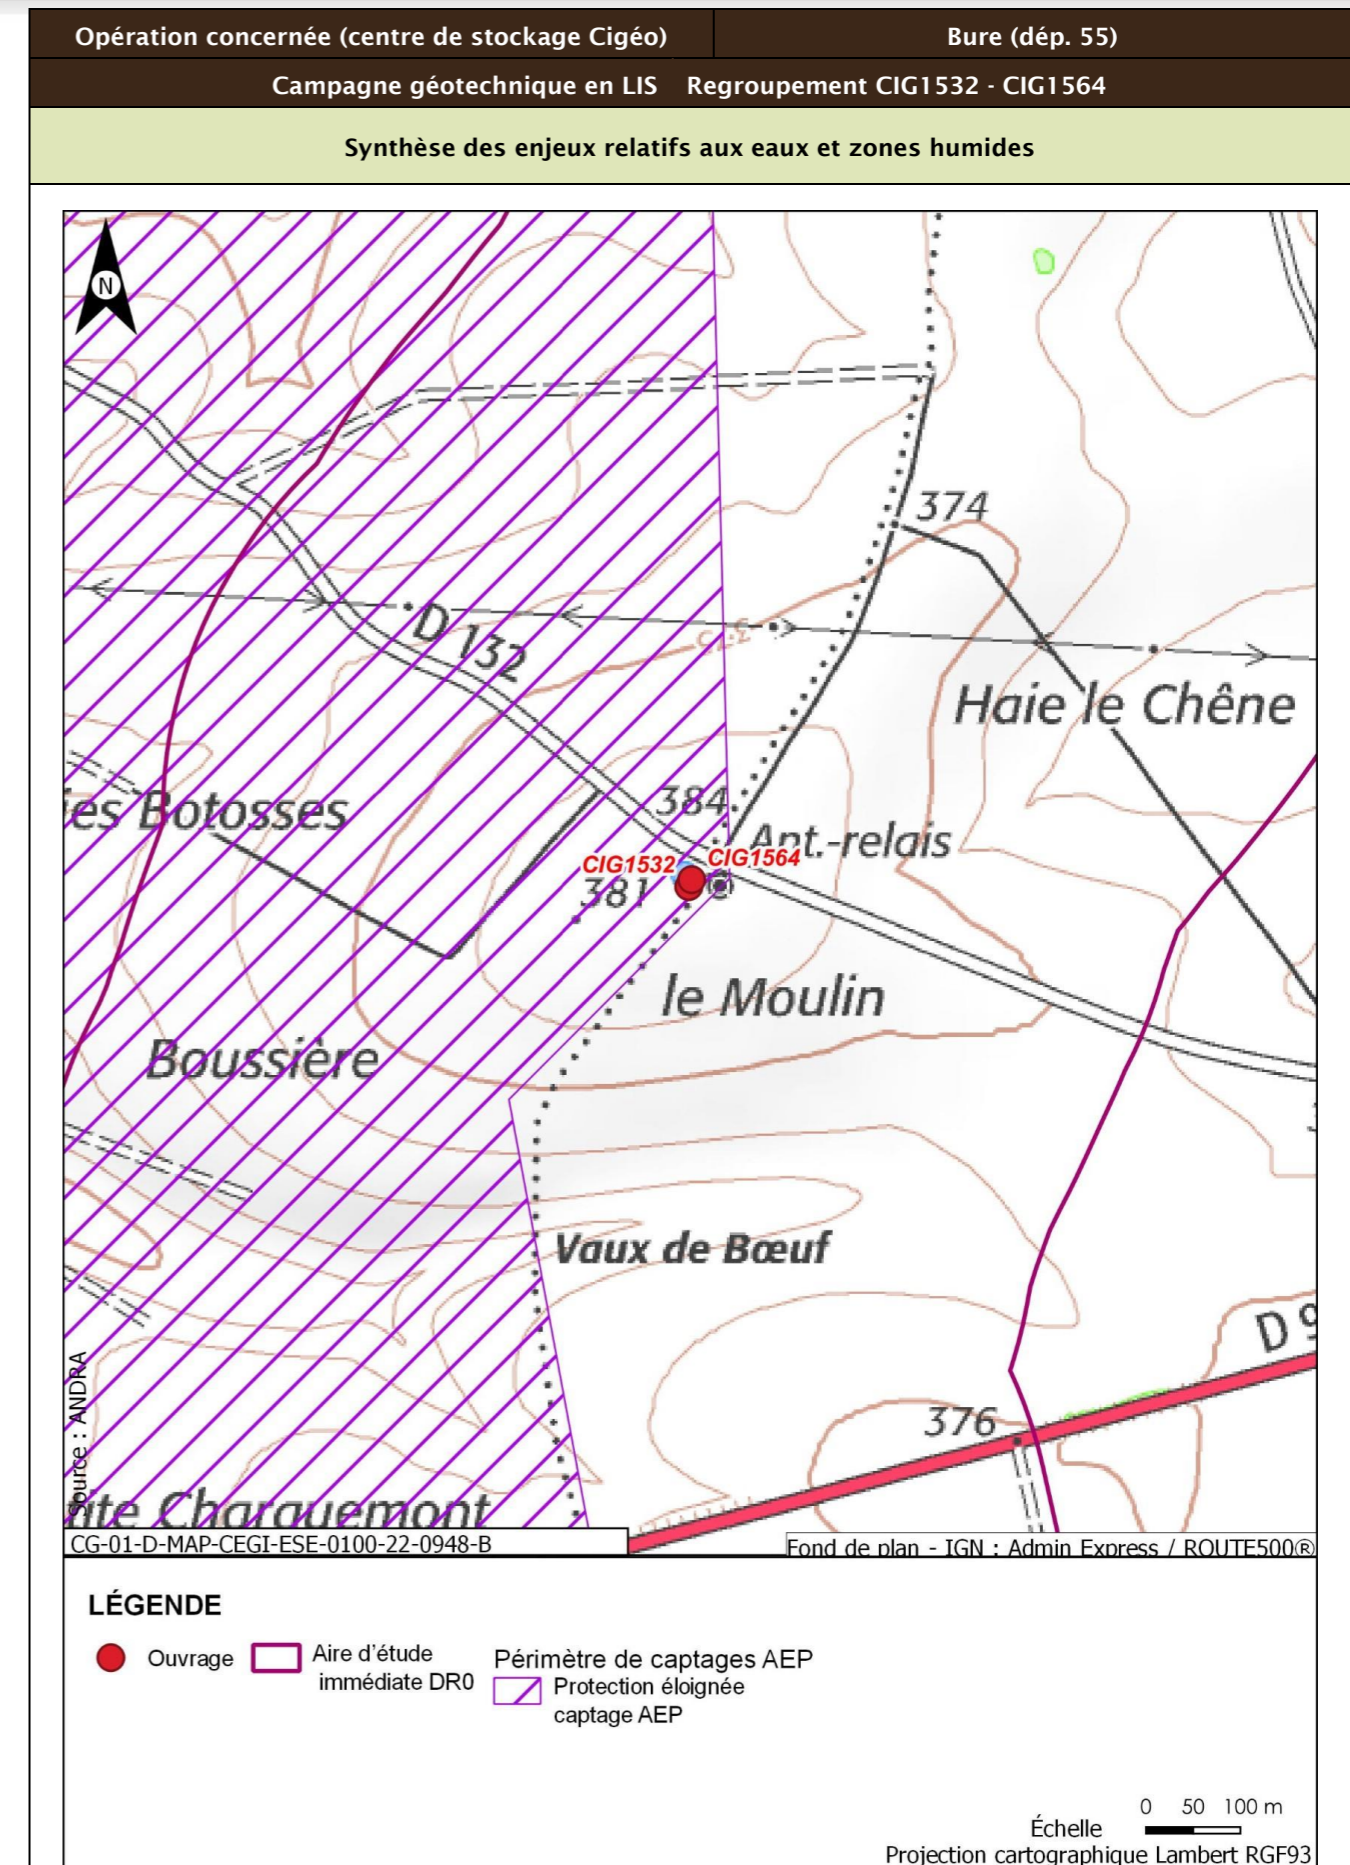 Opération concernée (centre de stockage Cigéo)
Bure (dép. 55)
Campagne géotechnique en LIS Regroupement CIG1532 - CIG1564
Synthèse des enjeux relatifs aux eaux et zones humides
N
374
D 132
Haie le Chêne
384
les Botosses
Ant.-relais
CIG1532
CIG1564
381
le Moulin
Boussière
Vaux de Bœuf
D 9
376
Source : ANDRA
tite Charquemont
CG-01-D-MAP-CEGI-ESE-0100-22-0948-B
Fond de plan - IGN : Admin Express / ROUTE500®
LÉGENDE
Ouvrage
Aire d'étude
immédiate DR0
Périmètre de captages AEP
Protection éloignée
captage AEP
0 50 100 m
Échelle
Projection cartographique Lambert RGF93